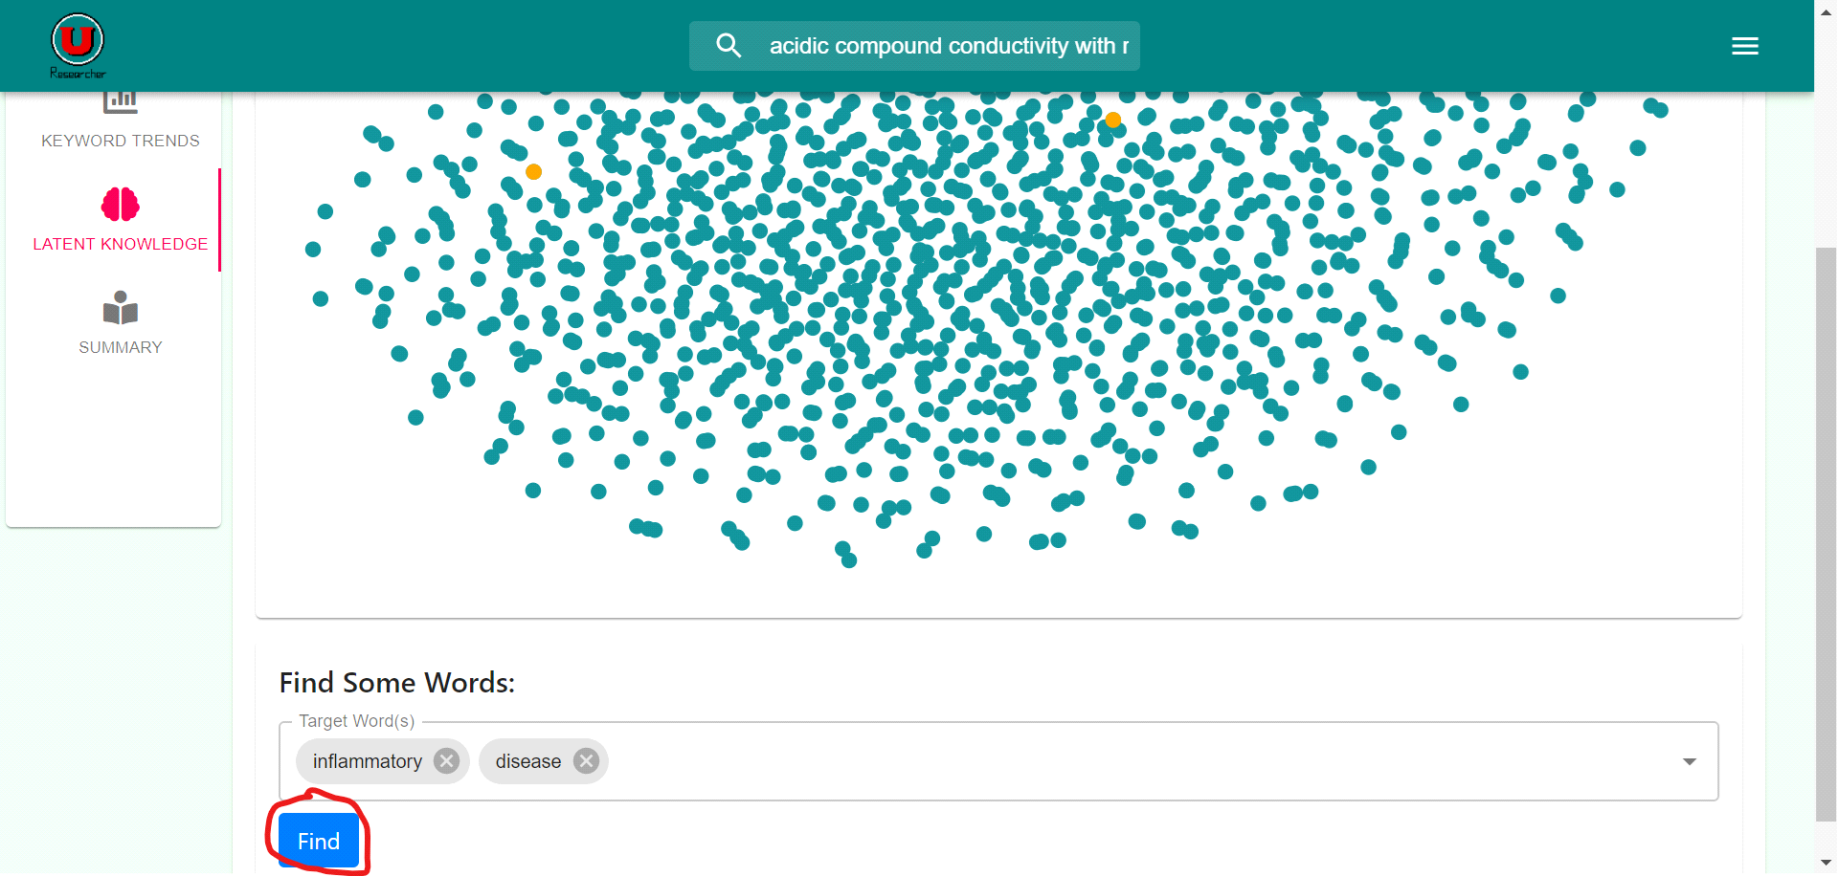 U
Researcher
acidic compound conductivity with r
KEYWORD TRENDS
LATENT KNOWLEDGE
SUMMARY
Find Some Words:
Target Word(s)
inflammatory disease
Find